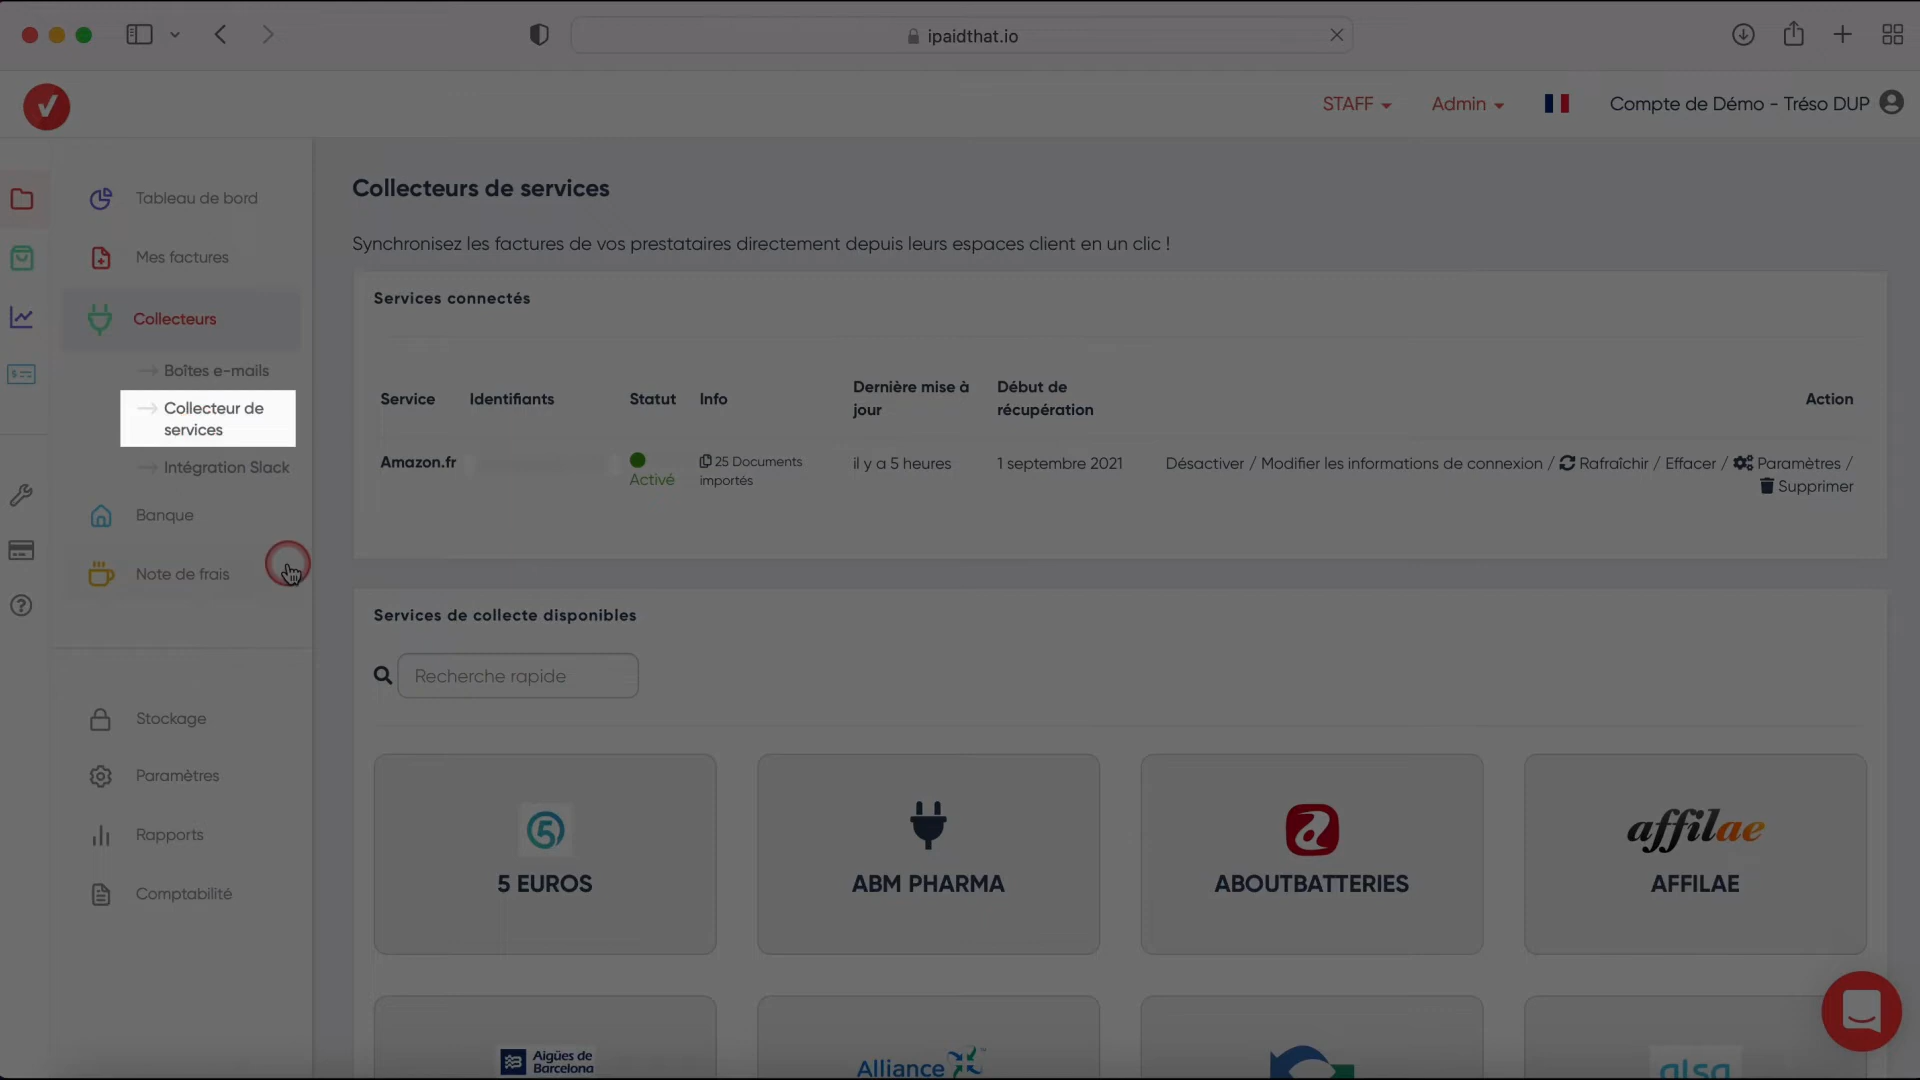 ipaidthat.io
STAFF
Admin
Compte de Démo - Tréso DUP
Tableau de bord
Mes factures
Collecteurs
Boîtes e-mails
Collecteur de
services
Intégration Slack
Banque
Note de frais
Stockage
Paramètres
Rapports
Comptabilité
Collecteurs de services
Synchronisez les factures de vos prestataires directement depuis leurs espaces client en un clic !
Services connectés
Service Identifiants Statut Info Dernière mise à jour Début de récupération Action
Amazon.fr Activé 25 Documents importés il y a 5 heures 1 septembre 2021 Désactiver / Modifier les informations de connexion / Rafraîchir / Effacer / Paramètres /
Supprimer
Services de collecte disponibles
Recherche rapide
5 EUROS
ABM PHARMA
ABOUTBATTERIES
affilae
AFFILAE
Aigües de
Barcelona
Alliance
alsa